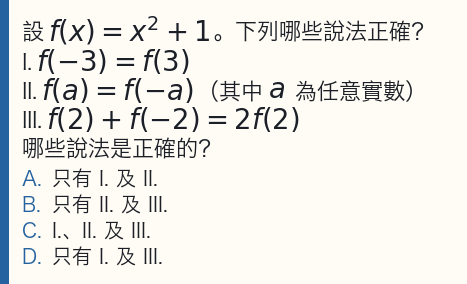 設 f(x) = x² + 1。下列哪些說法正確?
I. f(−3) = f(3)
II. f(a) = f(−a)（其中 a 為任意實數）
III. f(2) + f(−2) = 2f(2)
哪些說法是正確的?
A. 只有 I. 及 II.
B. 只有 II. 及 III.
C. I.、II. 及 III.
D. 只有 I. 及 III.